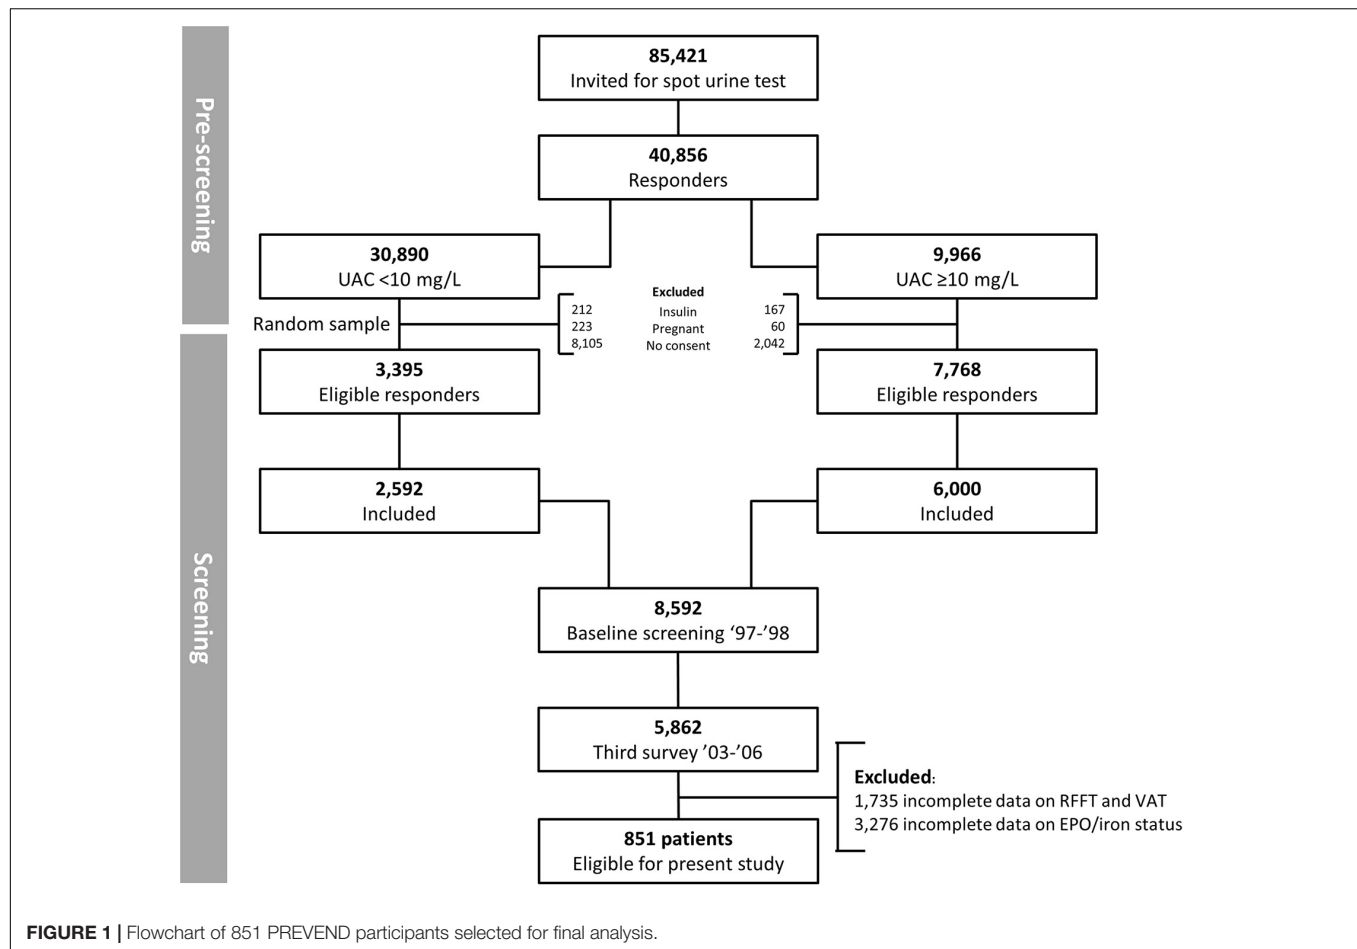 Pre-screening
85,421
Invited for spot urine test
40,856
Responders
30,890
UAC <10 mg/L
9,966
UAC ≥10 mg/L
Random sample
Excluded
212 Insulin 167
223 Pregnant 60
8,105 No consent 2,042
Screening
3,395
Eligible responders
7,768
Eligible responders
2,592
Included
6,000
Included
8,592
Baseline screening ‘97-’98
5,862
Third survey ’03-’06
Excluded:
1,735 incomplete data on RFFT and VAT
3,276 incomplete data on EPO/iron status
851 patients
Eligible for present study
FIGURE 1 | Flowchart of 851 PREVEND participants selected for final analysis.